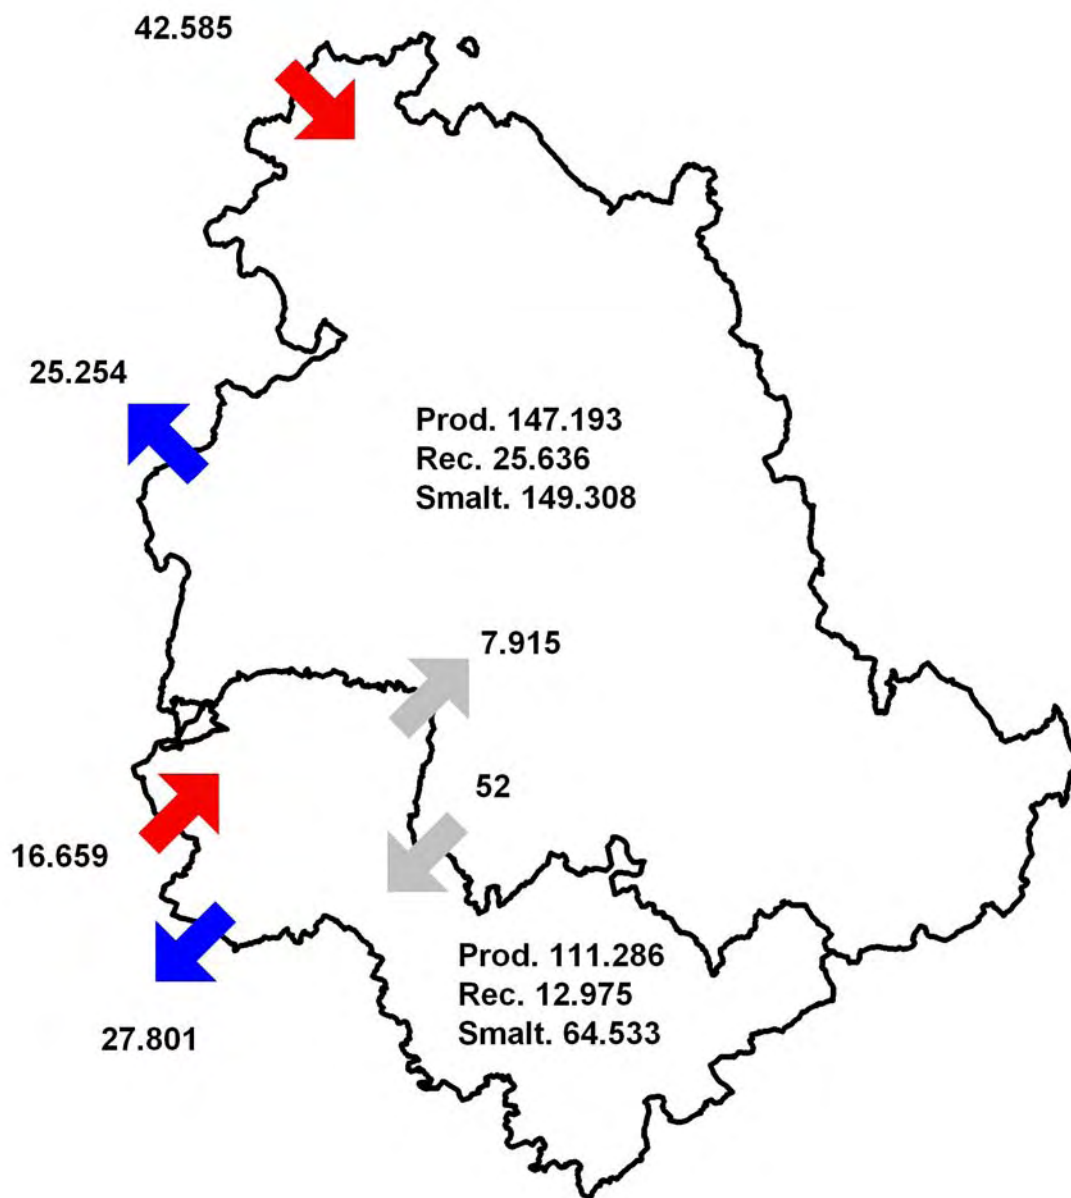 42.585
25.254
Prod. 147.193
Rec. 25.636
Smalt. 149.308
7.915
52
16.659
Prod. 111.286
Rec. 12.975
Smalt. 64.533
27.801